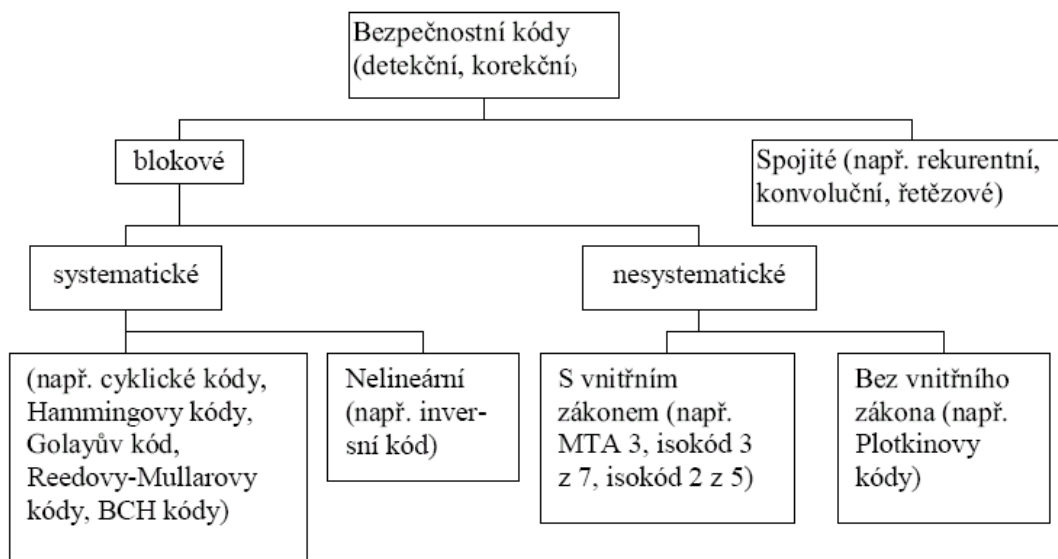 Bezpečnostní kódy
(detekční, korekční)
blokové
Spojité (např. rekurentní,
konvoluční, řetězové)
systematické
nesystematické
(např. cyklické kódy,
Hammingovy kódy,
Golayův kód,
Reedovy-Mullarovy
kódy, BCH kódy)
Nelineární
(např. inver-
sní kód)
S vnitřním
zákonem (např.
MTA 3, isokód 3
z 7, isokód 2 z 5)
Bez vnitřního
zákona (např.
Plotkinovy
kódy)